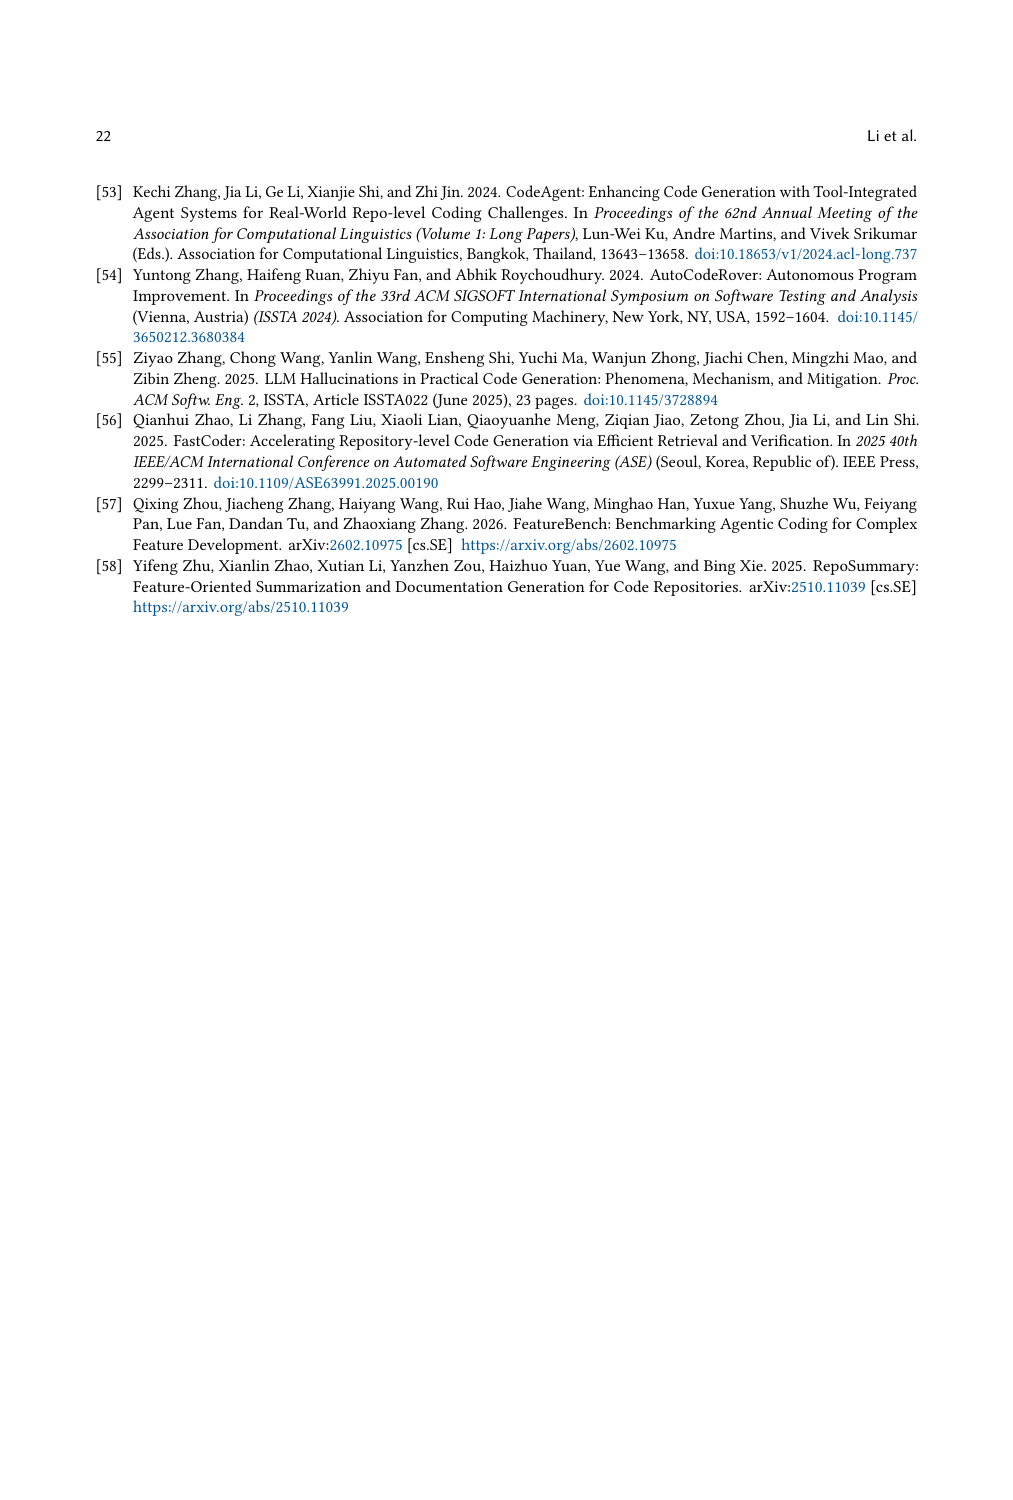 22
Li et al.
[53] Kechi Zhang, Jia Li, Ge Li, Xianjie Shi, and Zhi Jin. 2024. CodeAgent: Enhancing Code Generation with Tool-Integrated
Agent Systems for Real-World Repo-level Coding Challenges. In Proceedings of the 62nd Annual Meeting of the
Association for Computational Linguistics (Volume 1: Long Papers), Lun-Wei Ku, Andre Martins, and Vivek Srikumar
(Eds.). Association for Computational Linguistics, Bangkok, Thailand, 13643–13658. doi:10.18653/v1/2024.acl-long.737
[54] Yuntong Zhang, Haifeng Ruan, Zhiyu Fan, and Abhik Roychoudhury. 2024. AutoCodeRover: Autonomous Program
Improvement. In Proceedings of the 33rd ACM SIGSOFT International Symposium on Software Testing and Analysis
(Vienna, Austria) (ISSTA 2024). Association for Computing Machinery, New York, NY, USA, 1592–1604. doi:10.1145/
3650212.3680384
[55] Ziyao Zhang, Chong Wang, Yanlin Wang, Ensheng Shi, Yuchi Ma, Wanjun Zhong, Jiachi Chen, Mingzhi Mao, and
Zibin Zheng. 2025. LLM Hallucinations in Practical Code Generation: Phenomena, Mechanism, and Mitigation. Proc.
ACM Softw. Eng. 2, ISSTA, Article ISSTA022 (June 2025), 23 pages. doi:10.1145/3728894
[56] Qianhui Zhao, Li Zhang, Fang Liu, Xiaoli Lian, Qiaoyuanhe Meng, Ziqian Jiao, Zetong Zhou, Jia Li, and Lin Shi.
2025. FastCoder: Accelerating Repository-level Code Generation via Efficient Retrieval and Verification. In 2025 40th
IEEE/ACM International Conference on Automated Software Engineering (ASE) (Seoul, Korea, Republic of). IEEE Press,
2299–2311. doi:10.1109/ASE63991.2025.00190
[57] Qixing Zhou, Jiacheng Zhang, Haiyang Wang, Rui Hao, Jiahe Wang, Minghao Han, Yuxue Yang, Shuzhe Wu, Feiyang
Pan, Lue Fan, Dandan Tu, and Zhaoxiang Zhang. 2026. FeatureBench: Benchmarking Agentic Coding for Complex
Feature Development. arXiv:2602.10975 [cs.SE] https://arxiv.org/abs/2602.10975
[58] Yifeng Zhu, Xianlin Zhao, Xutian Li, Yanzhen Zou, Haizhuo Yuan, Yue Wang, and Bing Xie. 2025. RepoSummary:
Feature-Oriented Summarization and Documentation Generation for Code Repositories. arXiv:2510.11039 [cs.SE]
https://arxiv.org/abs/2510.11039